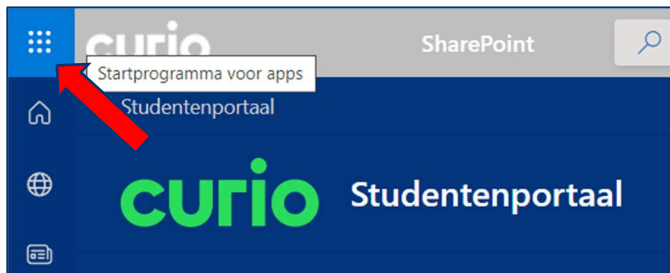 curio
SharePoint
Startprogramma voor apps
Studentenportaal
curio Studentenportaal